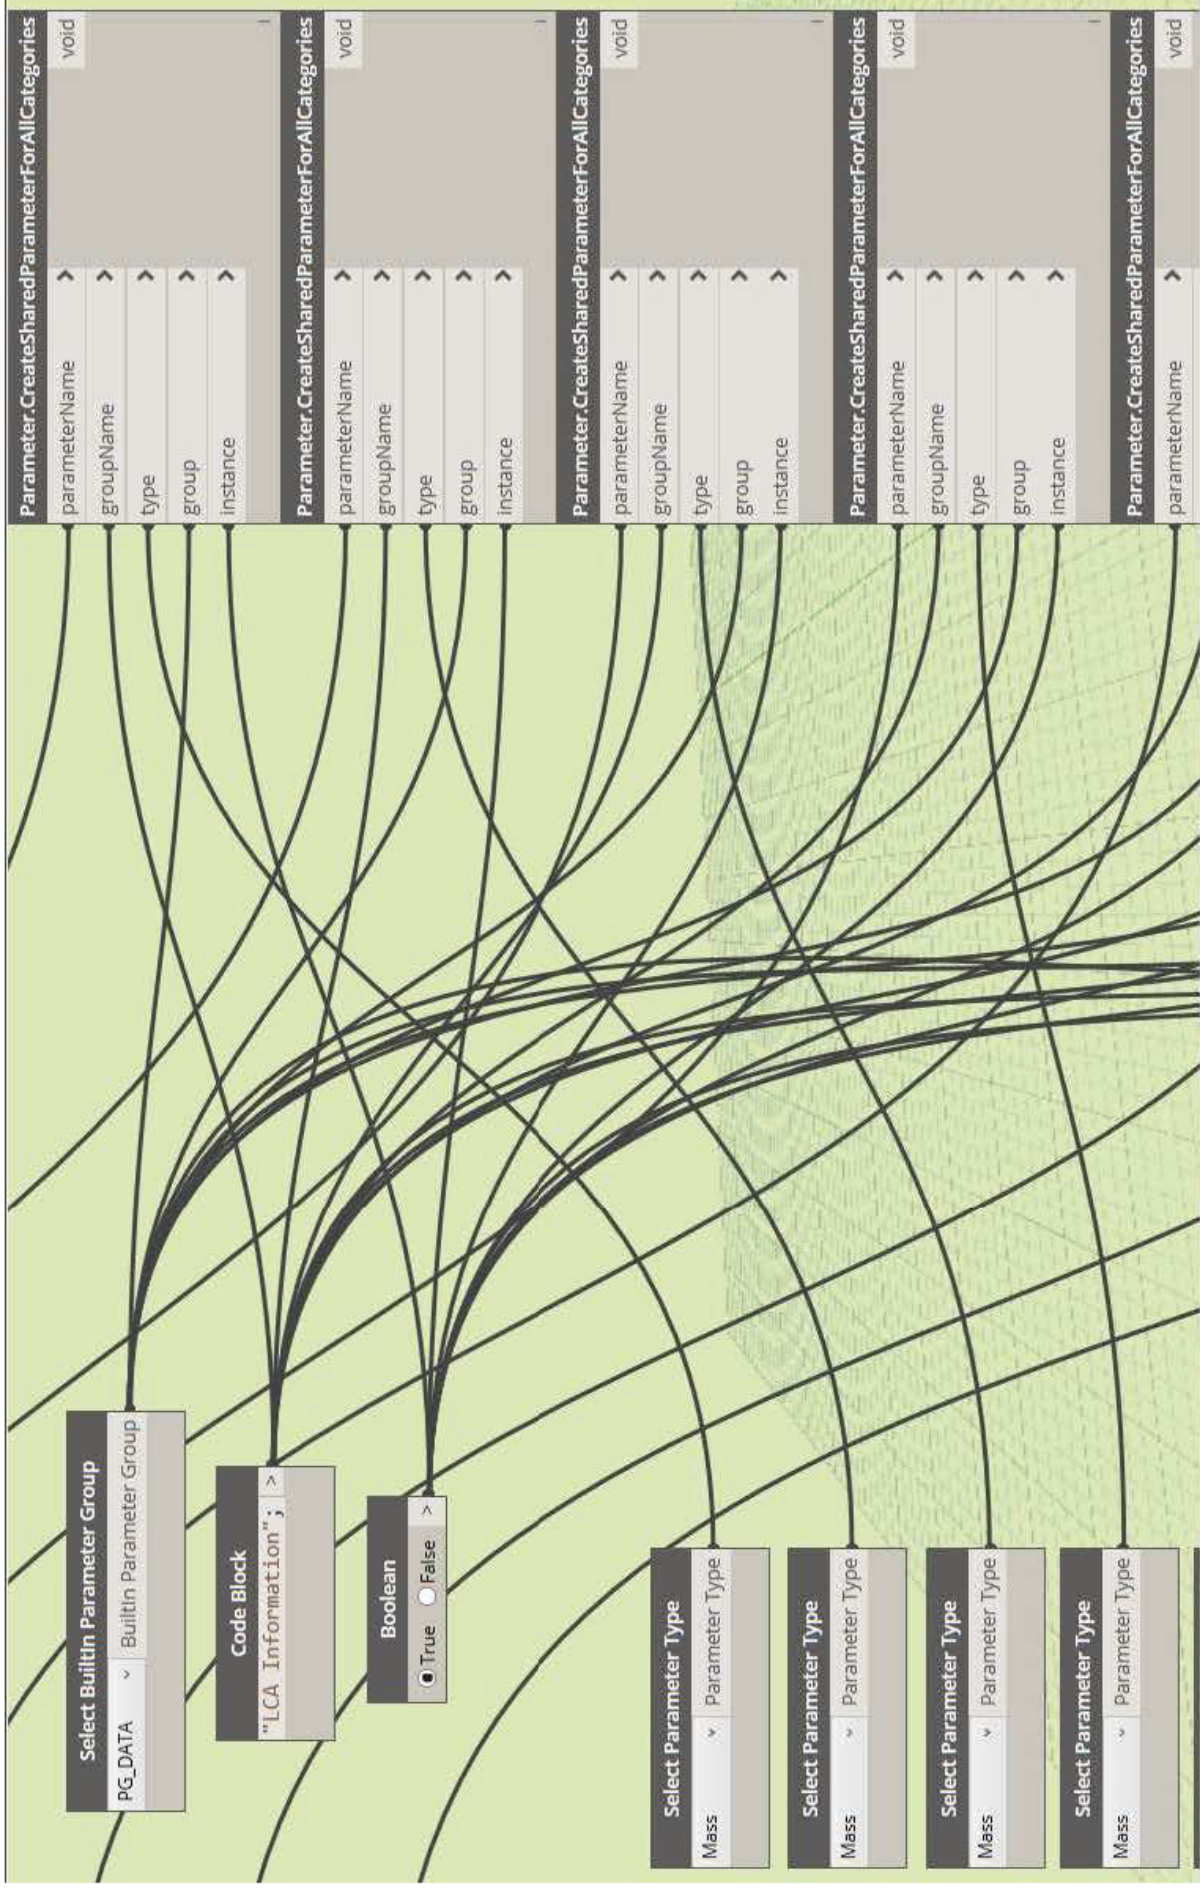 Select BuiltIn Parameter Group
PG_DATA
BuiltIn Parameter Group
Code Block
"LCA Information";
>
Boolean
True
False
>
Select Parameter Type
Mass
Parameter Type
Select Parameter Type
Mass
Parameter Type
Select Parameter Type
Mass
Parameter Type
Select Parameter Type
Mass
Parameter Type
Parameter.CreateSharedParameterForAllCategories
parameterName >
void
groupName >
type >
group >
instance >
Parameter.CreateSharedParameterForAllCategories
parameterName >
void
groupName >
type >
group >
instance >
Parameter.CreateSharedParameterForAllCategories
parameterName >
void
groupName >
type >
group >
instance >
Parameter.CreateSharedParameterForAllCategories
parameterName >
void
groupName >
type >
group >
instance >
Parameter.CreateSharedParameterForAllCategories
parameterName >
void